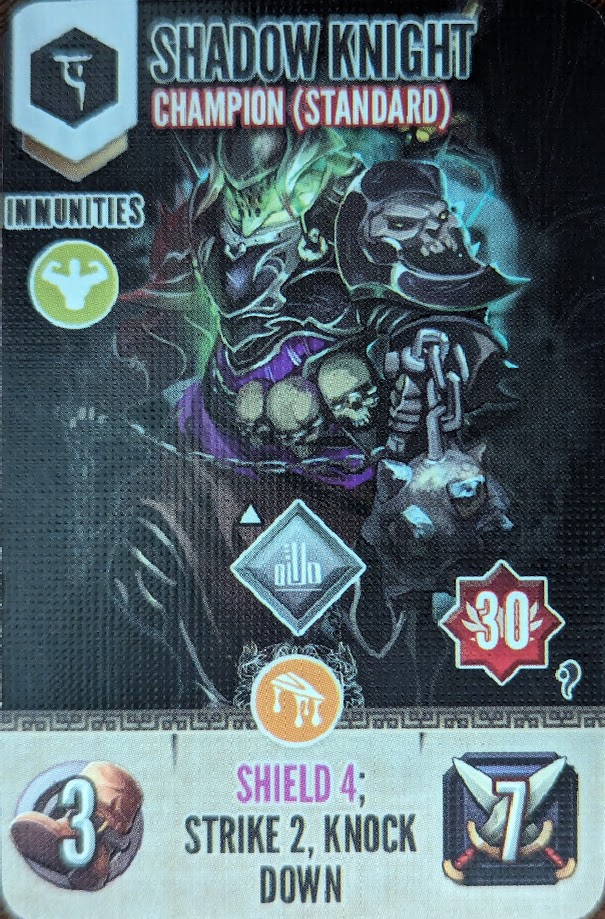 SHADOW KNIGHT
CHAMPION (STANDARD)
IMMUNITIES
30
3
SHIELD 4;
STRIKE 2, KNOCK
DOWN
7